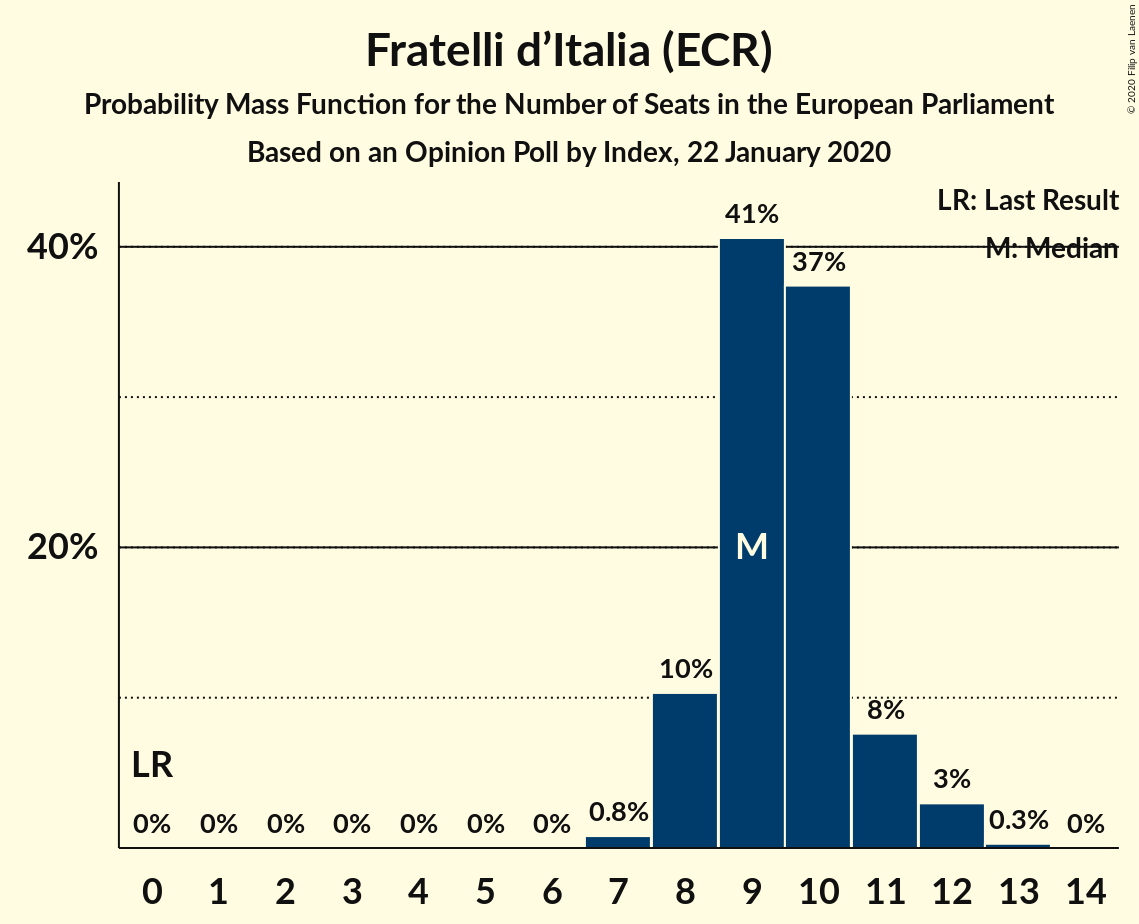 Fratelli d’Italia (ECR)
Probability Mass Function for the Number of Seats in the European Parliament
Based on an Opinion Poll by Index, 22 January 2020
© 2020 Filip van Laenen
LR: Last Result
M: Median
40%
20%
41%
37%
M
10%
8%
LR
3%
0% 0% 0% 0% 0% 0% 0% 0.8% 0.3% 0%
0 1 2 3 4 5 6 7 8 9 10 11 12 13 14